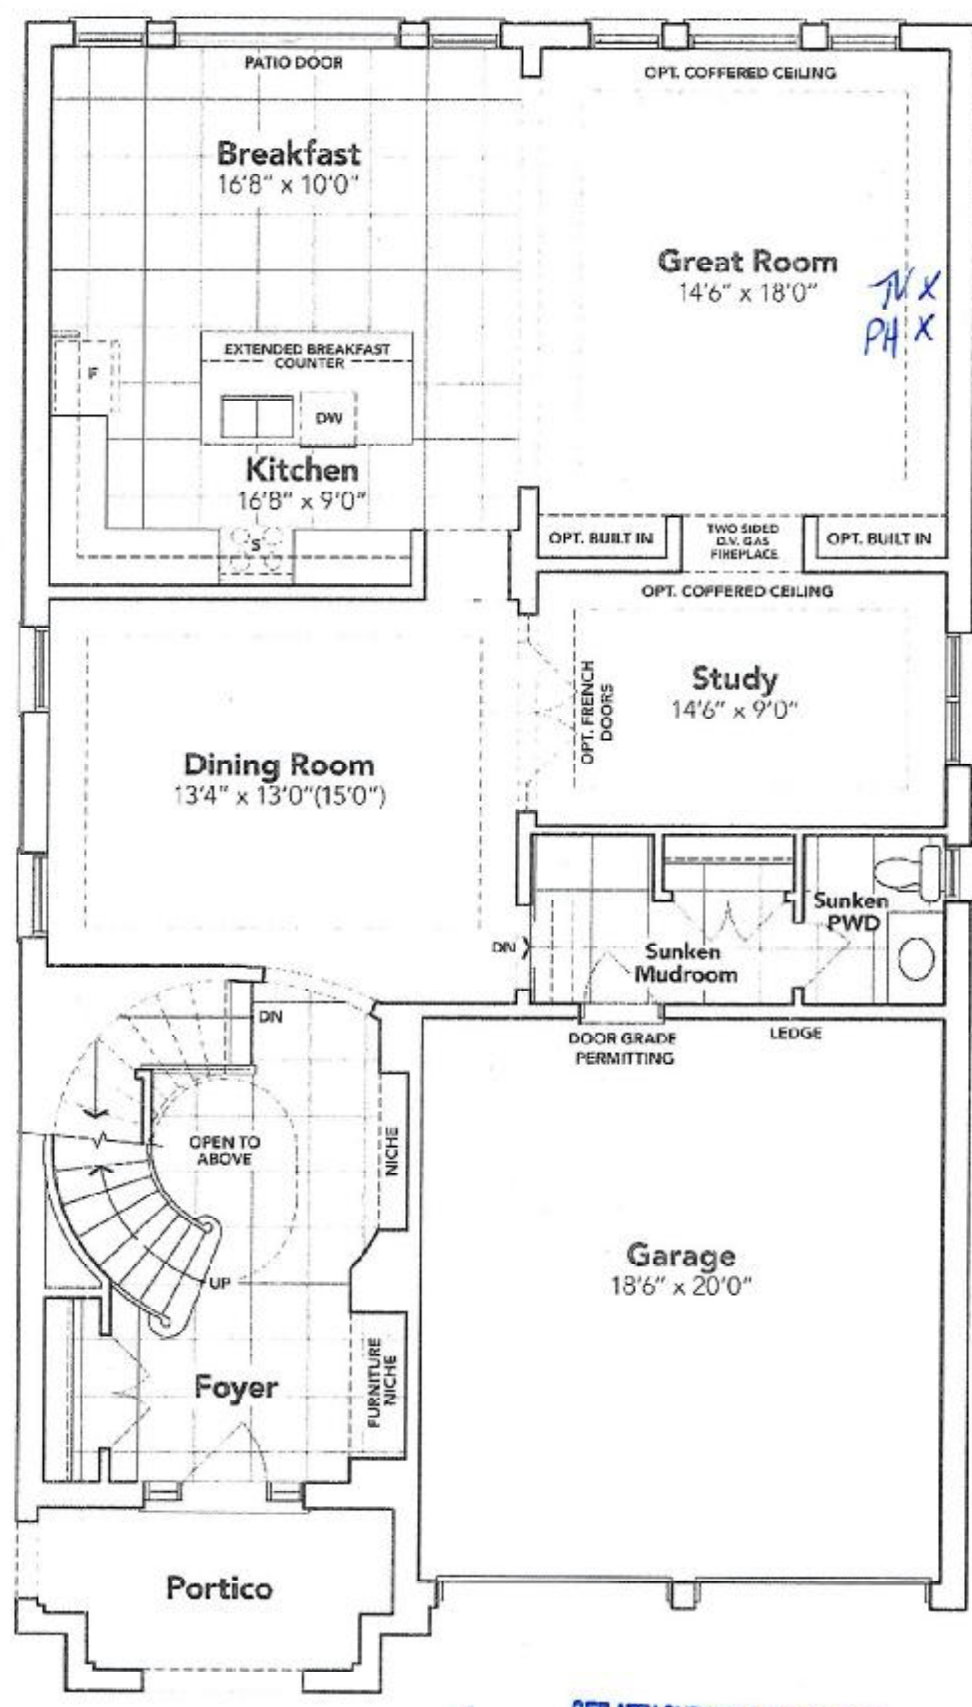 PATIO DOOR
OPT. COFFERED CEILING
Breakfast
16'8" x 10'0"
Great Room
14'6" x 18'0"
TV X
PH X
EXTENDED BREAKFAST
COUNTER
F
DW
Kitchen
16'8" x 9'0"
S
OPT. BUILT IN
TWO SIDED
D.V. GAS
FIREPLACE
OPT. BUILT IN
OPT. COFFERED CEILING
Study
14'6" x 9'0"
OPT. FRENCH
DOORS
Dining Room
13'4" x 13'0"(15'0")
Sunken
PWD
DN
Sunken
Mudroom
DN
DOOR GRADE
PERMITTING
LEDGE
OPEN TO
ABOVE
NICHE
UP
Garage
18'6" x 20'0"
Foyer
FURNITURE
NICHE
Portico